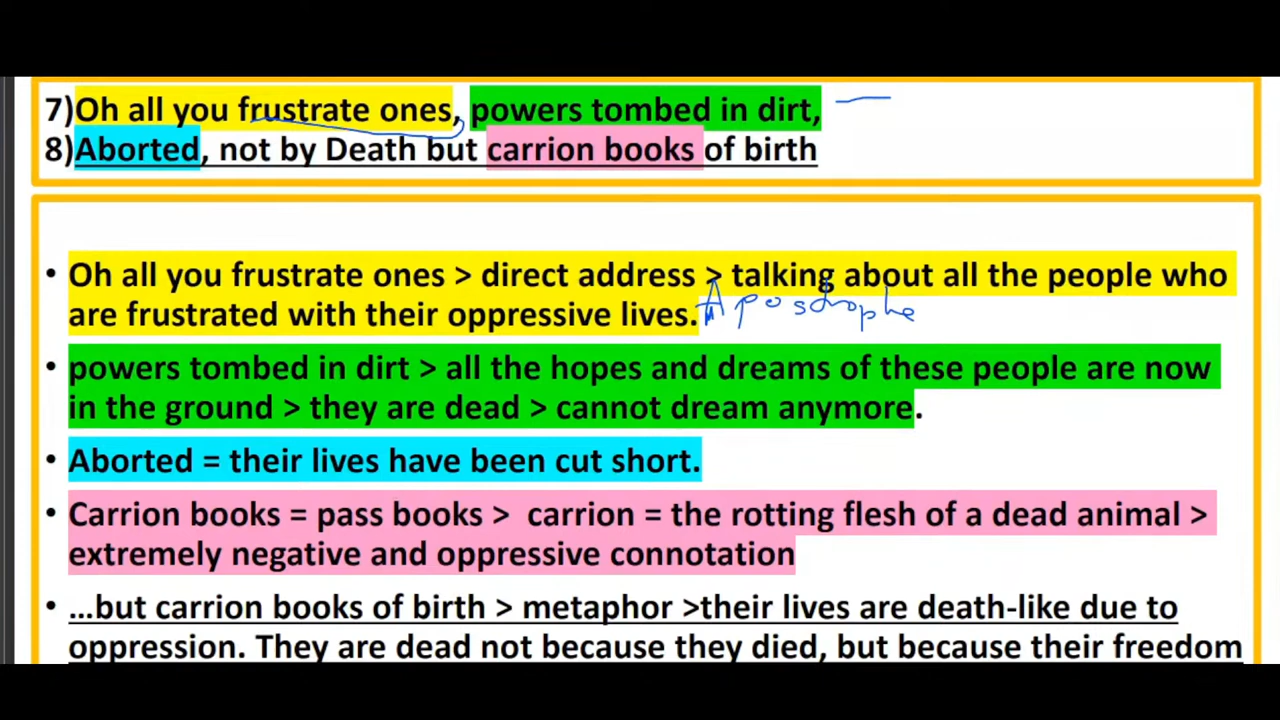 7)Oh all you frustrate ones, powers tombed in dirt,
8)Aborted, not by Death but carrion books of birth
• Oh all you frustrate ones > direct address > talking about all the people who
are frustrated with their oppressive lives.
Apostrophe
• powers tombed in dirt > all the hopes and dreams of these people are now
in the ground > they are dead > cannot dream anymore.
• Aborted = their lives have been cut short.
• Carrion books = pass books > carrion = the rotting flesh of a dead animal >
extremely negative and oppressive connotation
• …but carrion books of birth > metaphor >their lives are death-like due to
oppression. They are dead not because they died, but because their freedom